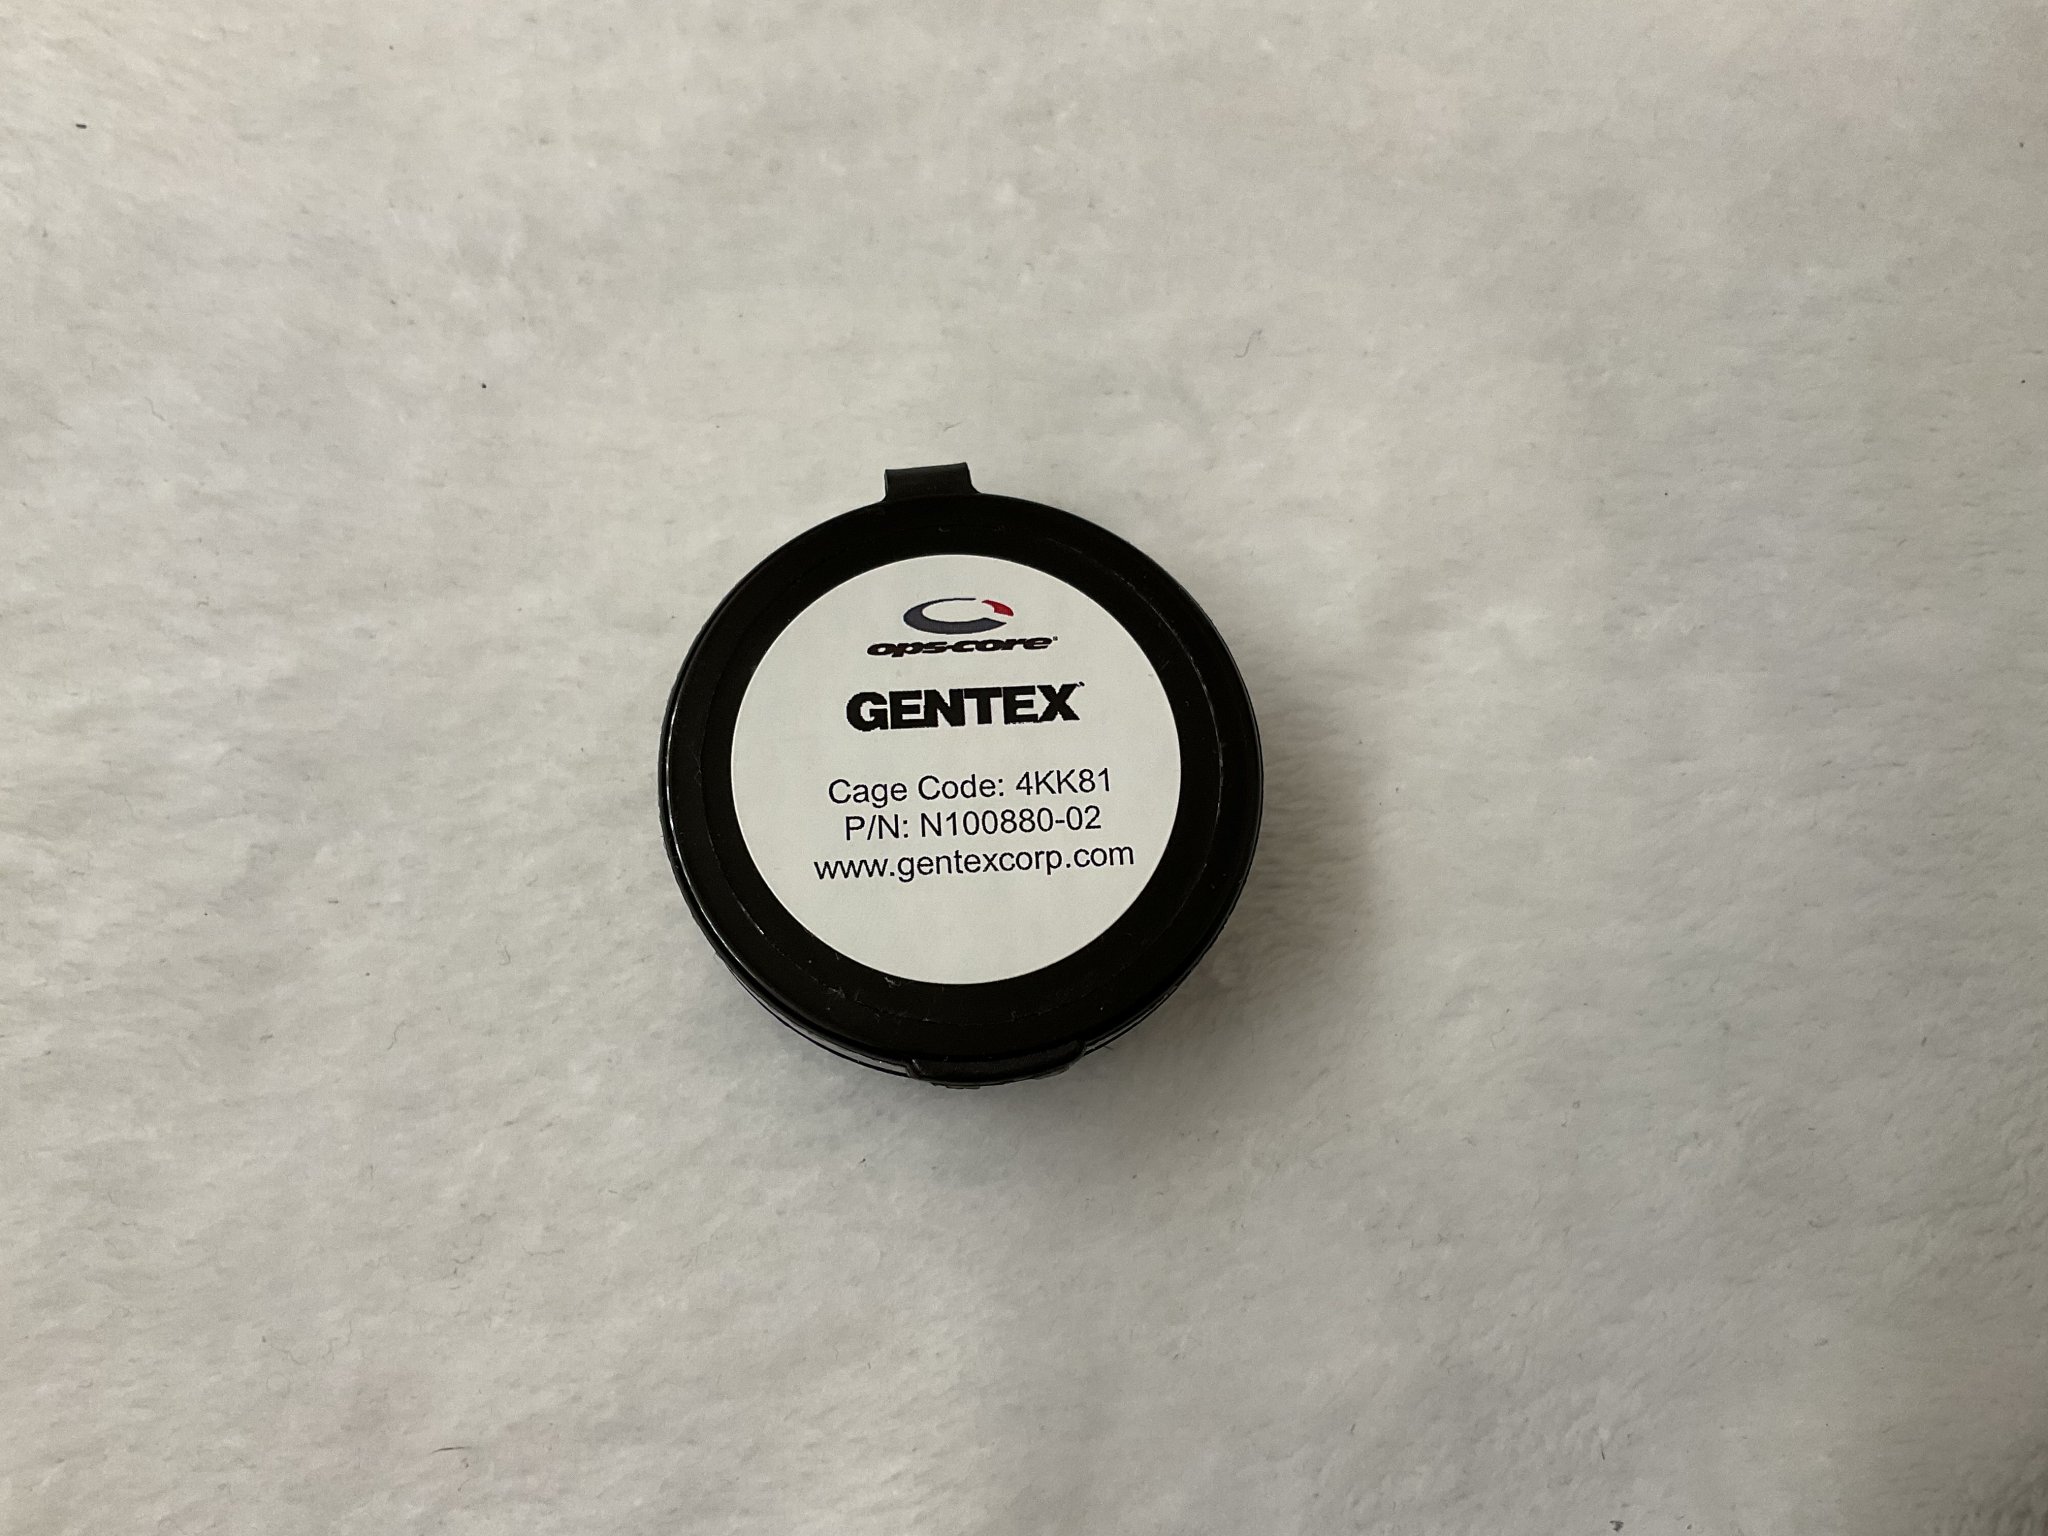 ops-core®
GENTEX
Cage Code: 4KK81
P/N: N100880-02
www.gentexcorp.com